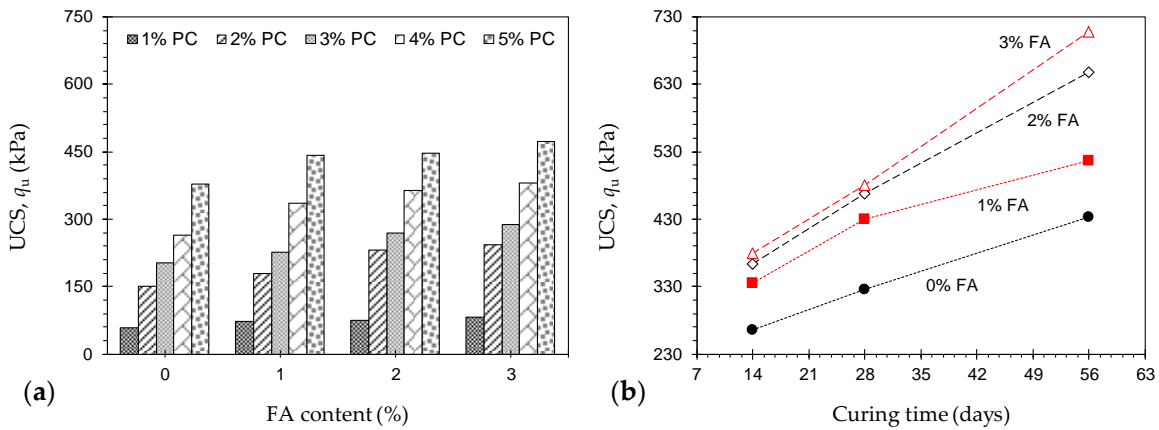 750
600
450
300
150
0
UCS, qu (kPa)
1% PC 2% PC 3% PC 4% PC 5% PC
0 1 2 3
FA content (%)
(a)
730
630
530
430
330
230
UCS, qu (kPa)
3% FA
2% FA
1% FA
0% FA
7 14 21 28 35 42 49 56 63
Curing time (days)
(b)